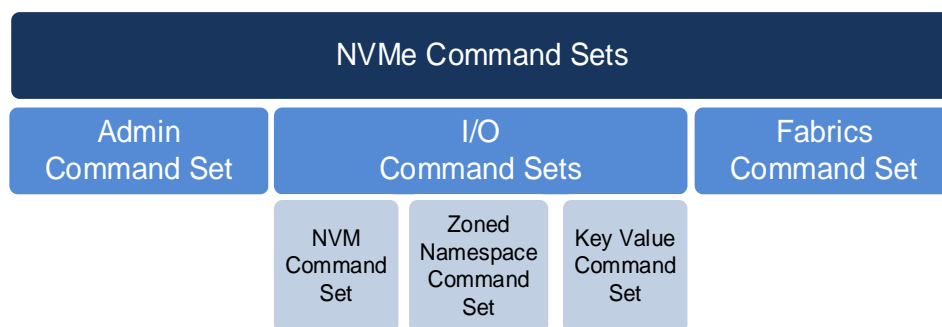 NVMe Command Sets
Admin
Command Set
I/O
Command Sets
Fabrics
Command Set
NVM
Command
Set
Zoned
Namespace
Command
Set
Key Value
Command
Set